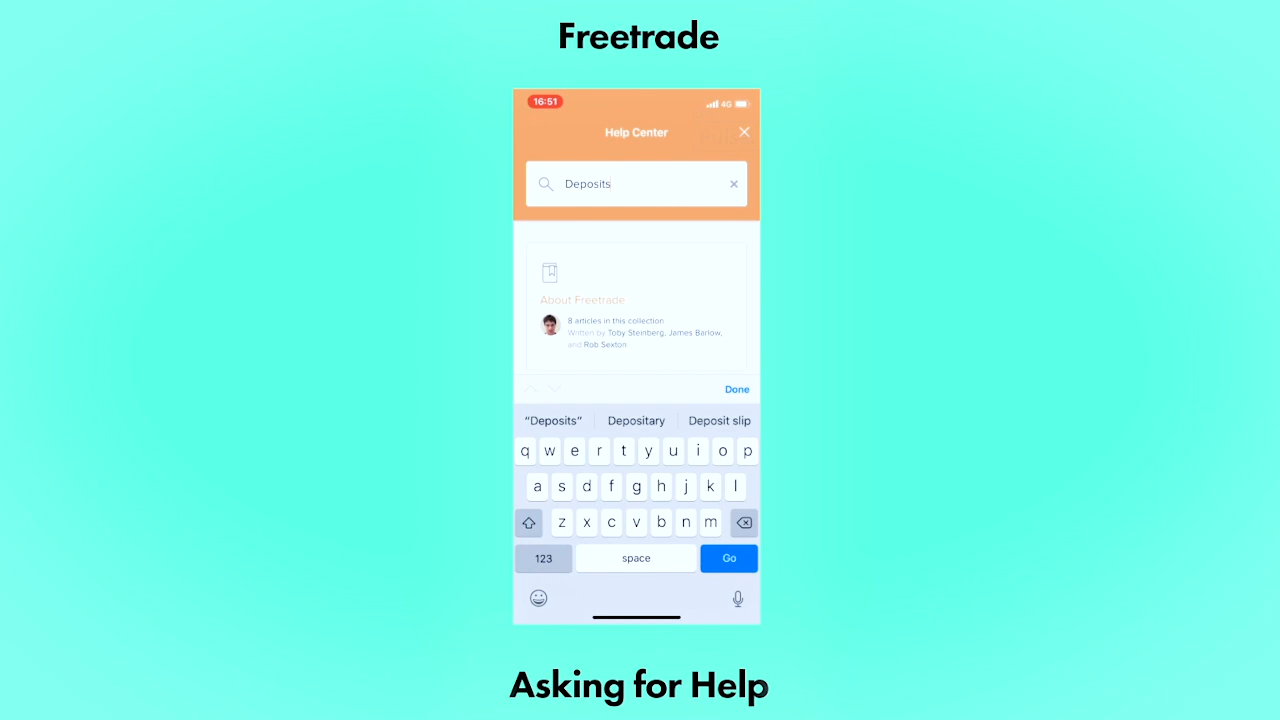 Freetrade
16:51
4G
Help Center
Deposits
About Freetrade
8 articles in this collection
Written by Toby Steinberg, James Barlow,
and Rob Sexton
Done
“Deposits” Depositary Deposit slip
q w e r t y u i o p
a s d f g h j k l
z x c v b n m
123 space Go
Asking for Help